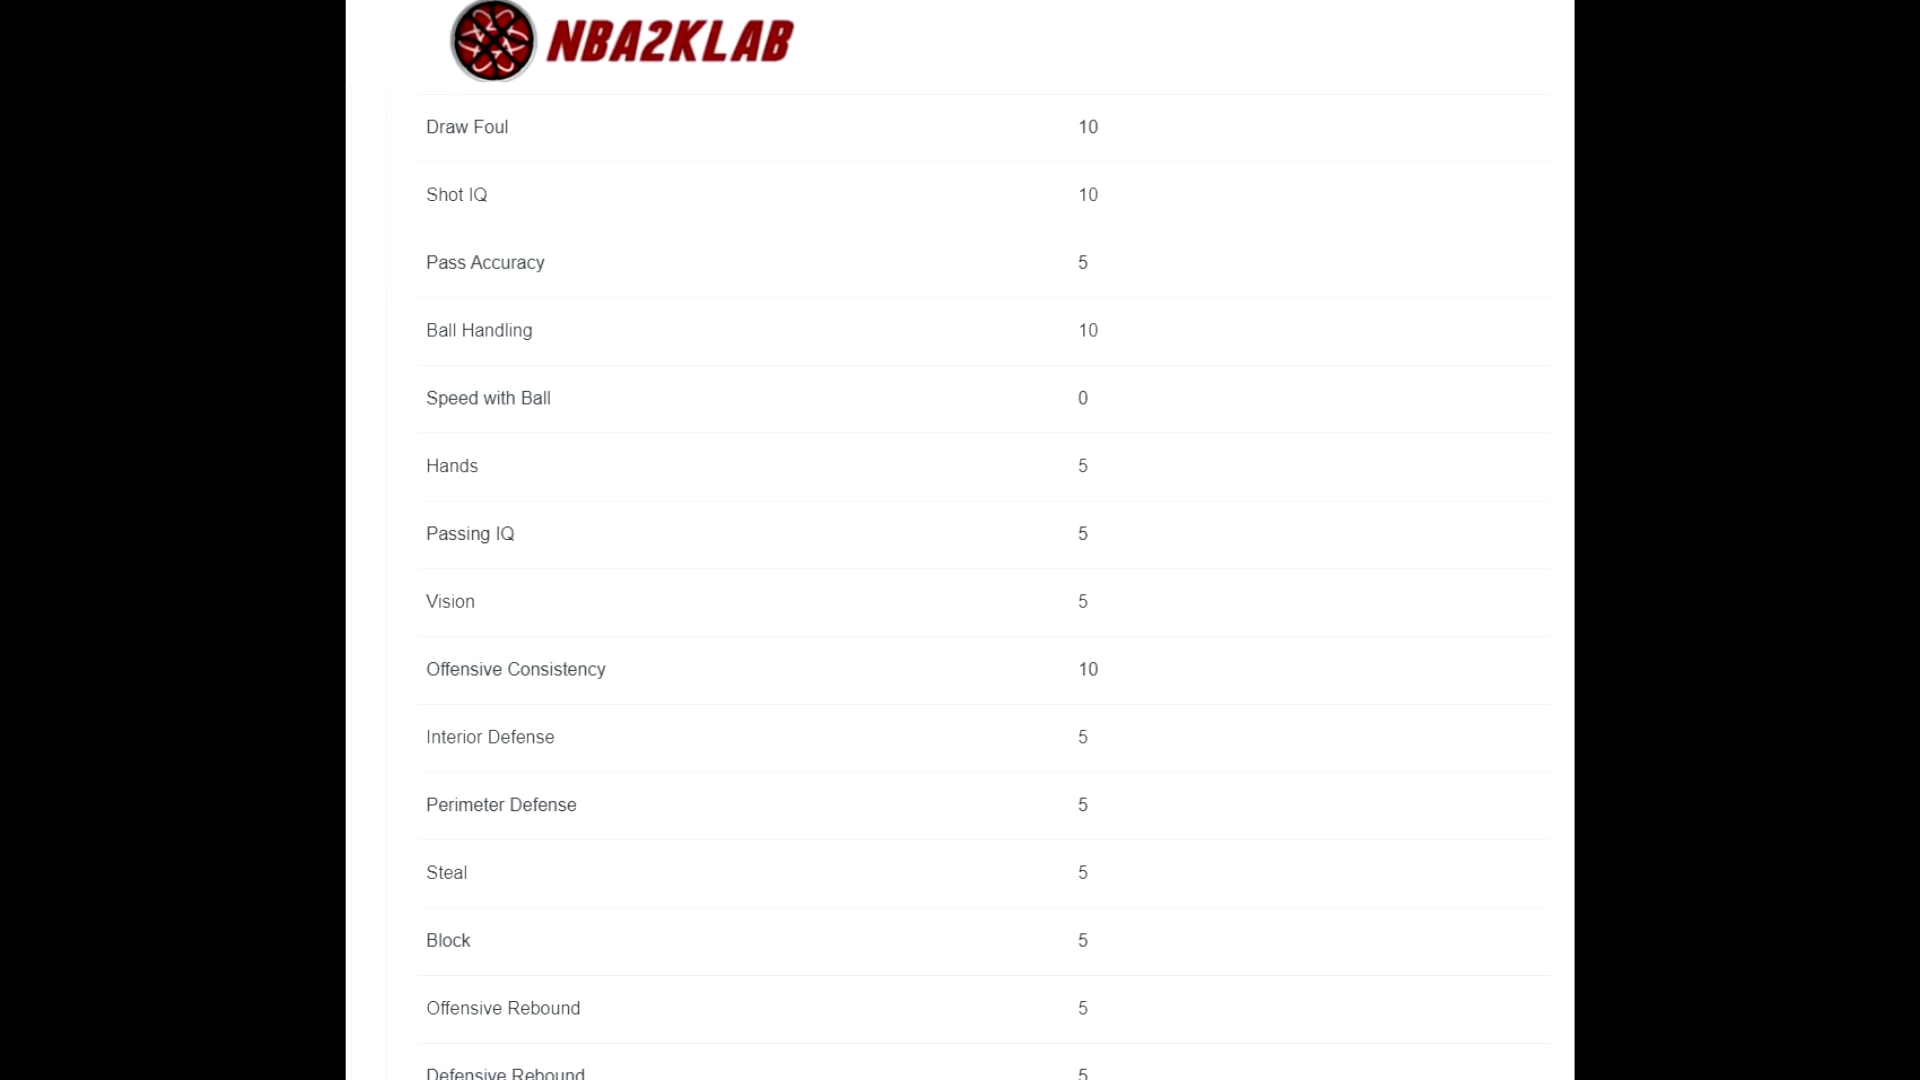 NBA2KLAB
Draw Foul 10
Shot IQ 10
Pass Accuracy 5
Ball Handling 10
Speed with Ball 0
Hands 5
Passing IQ 5
Vision 5
Offensive Consistency 10
Interior Defense 5
Perimeter Defense 5
Steal 5
Block 5
Offensive Rebound 5
Defensive Rebound 5